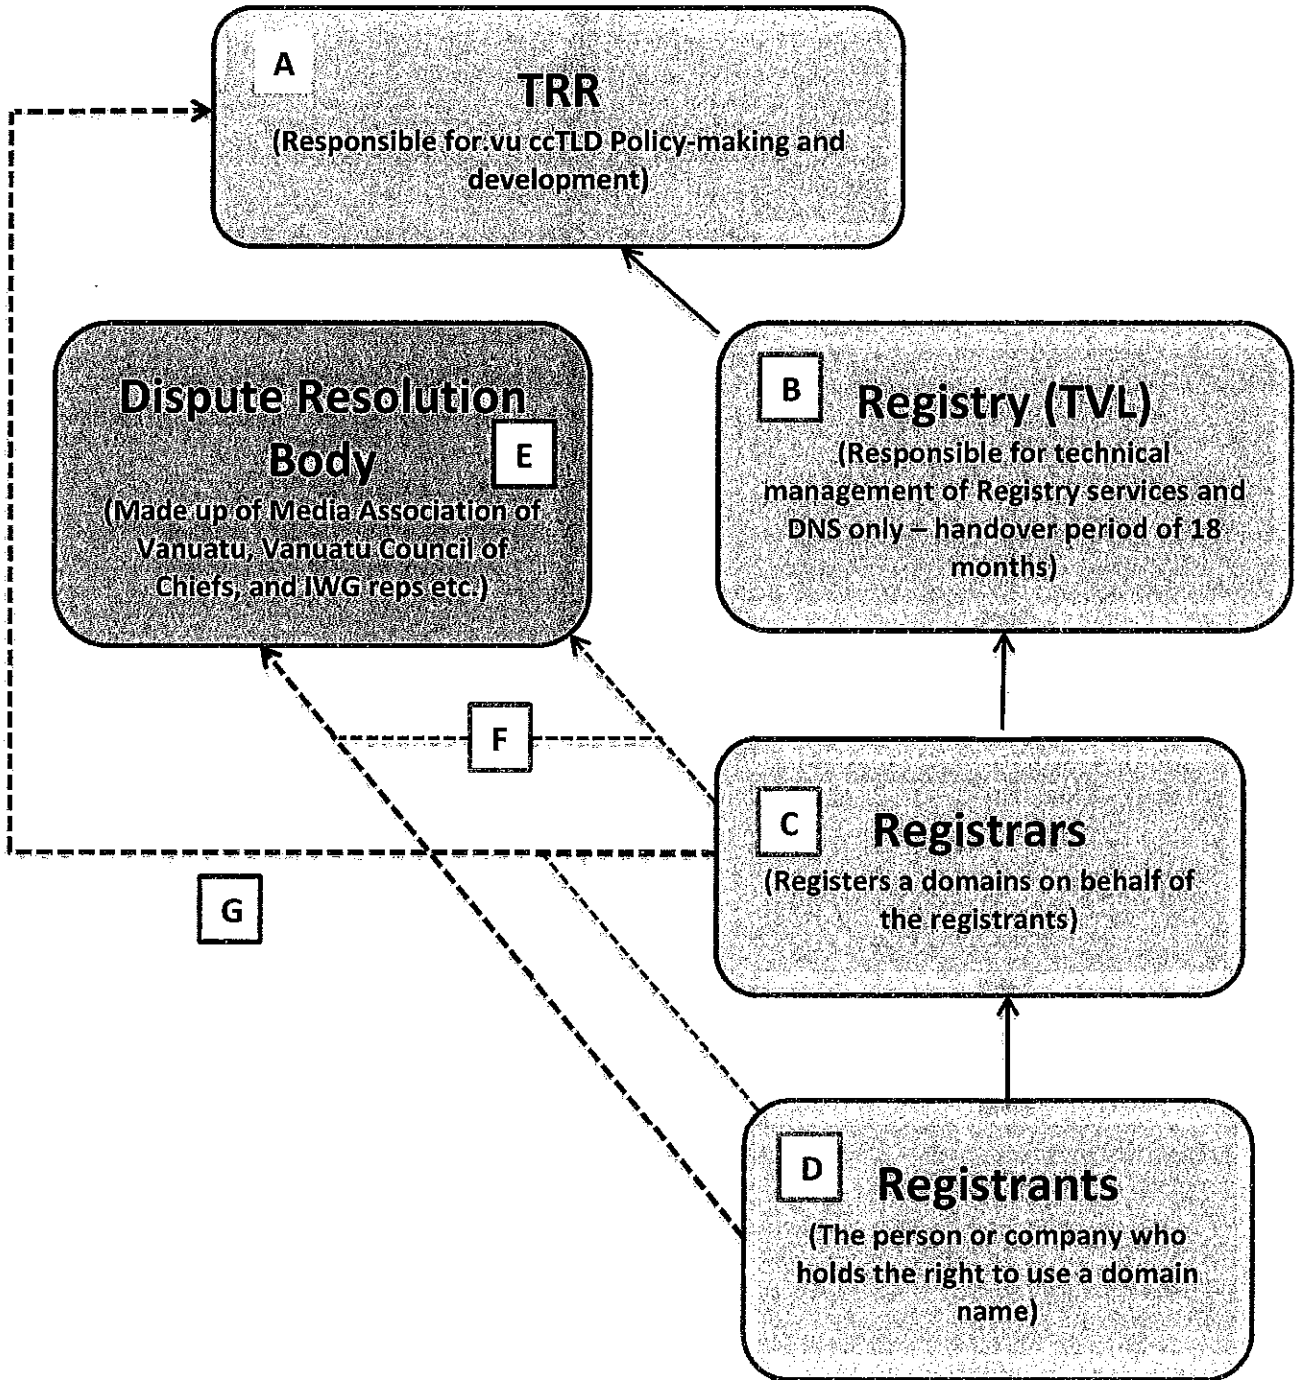 A
TRR
(Responsible for.vu ccTLD Policy-making and
development)
Dispute Resolution
Body
E
(Made up of Media Association of
Vanuatu, Vanuatu Council of
Chiefs, and IWG reps etc.)
B
Registry (TVL)
(Responsible for technical
management of Registry services and
DNS only – handover period of 18
months)
F
C
Registrars
(Registers a domains on behalf of
the registrants)
G
D
Registrants
(The person or company who
holds the right to use a domain
name)